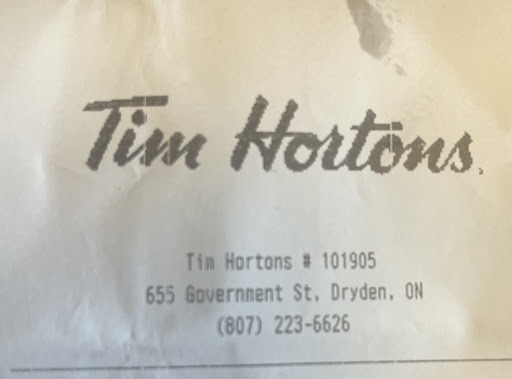 Tim Hortons.
Tim Hortons # 101905
655 Government St, Dryden, ON
(807) 223-6626